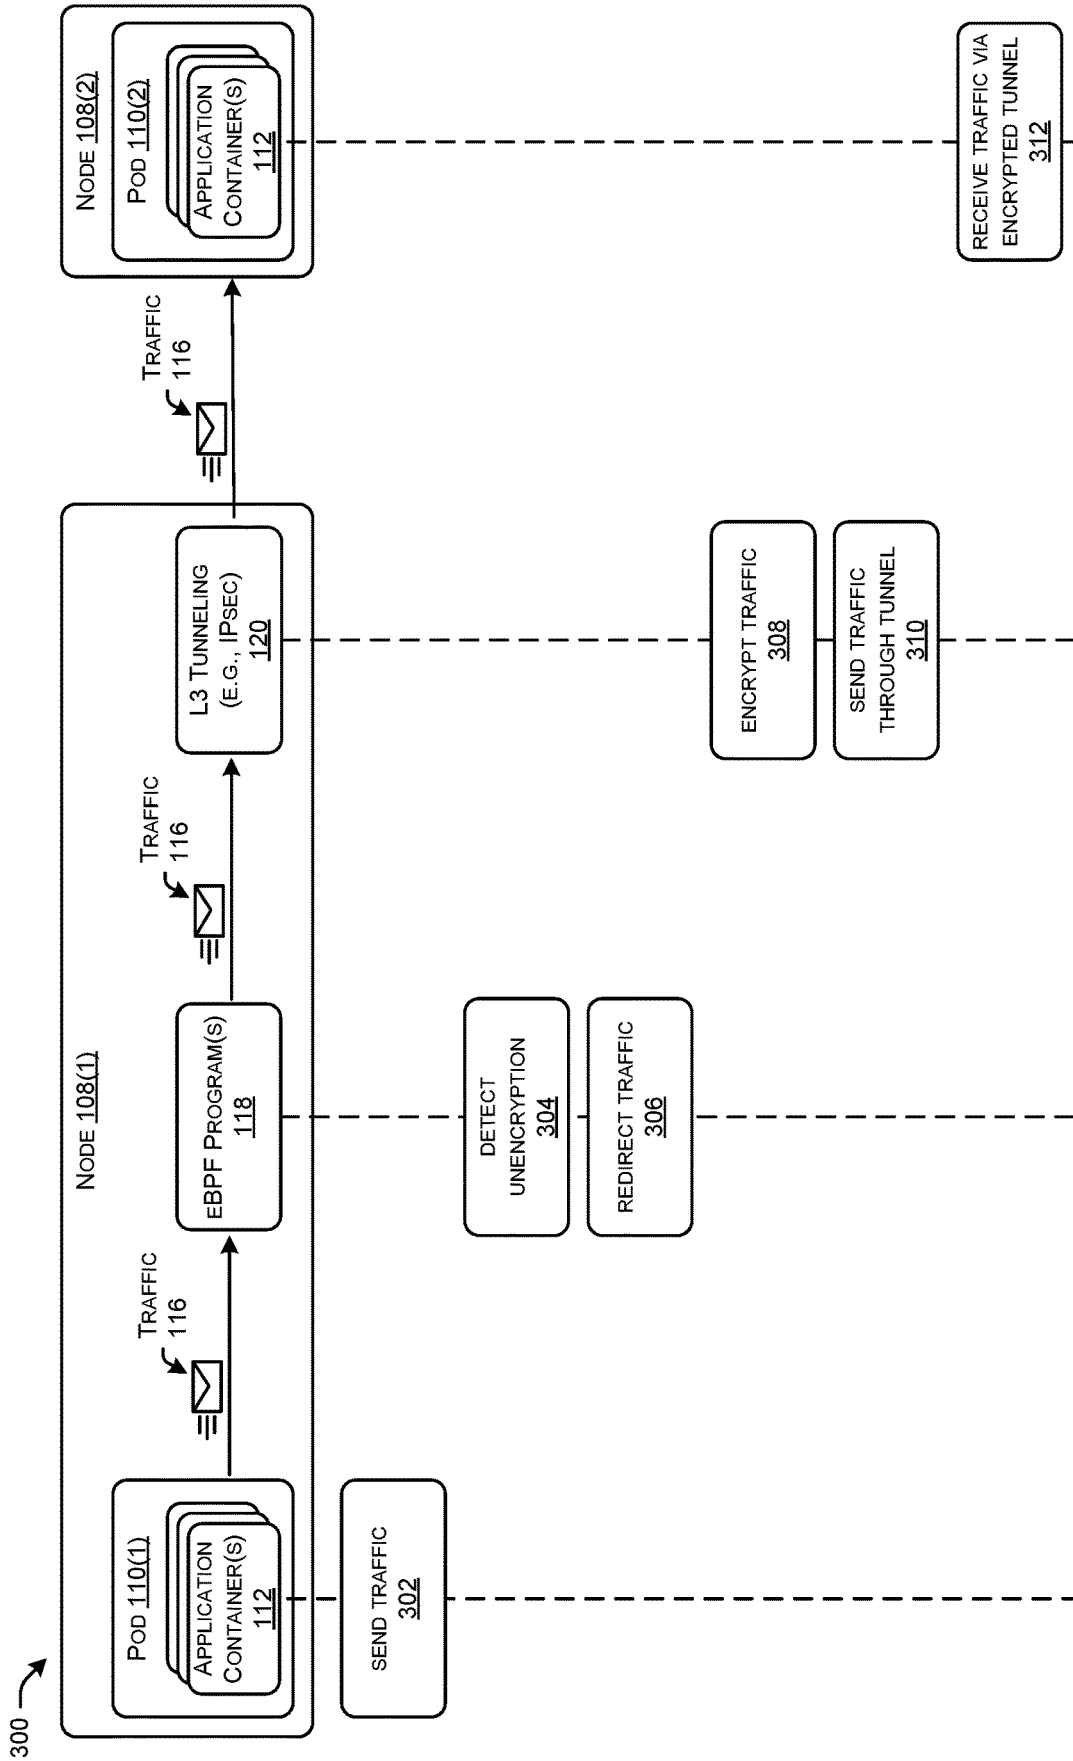 300
NODE 108(1)
POD 110(1)
APPLICATION
CONTAINER(S)
112
TRAFFIC
116
EBPF PROGRAM(S)
118
TRAFFIC
116
L3 TUNNELING
(E.G., IPSEC)
120
TRAFFIC
116
NODE 108(2)
POD 110(2)
APPLICATION
CONTAINER(S)
112
SEND TRAFFIC
302
DETECT
UNENCRYPTION
304
REDIRECT TRAFFIC
306
ENCRYPT TRAFFIC
308
SEND TRAFFIC
THROUGH TUNNEL
310
RECEIVE TRAFFIC VIA
ENCRYPTED TUNNEL
312